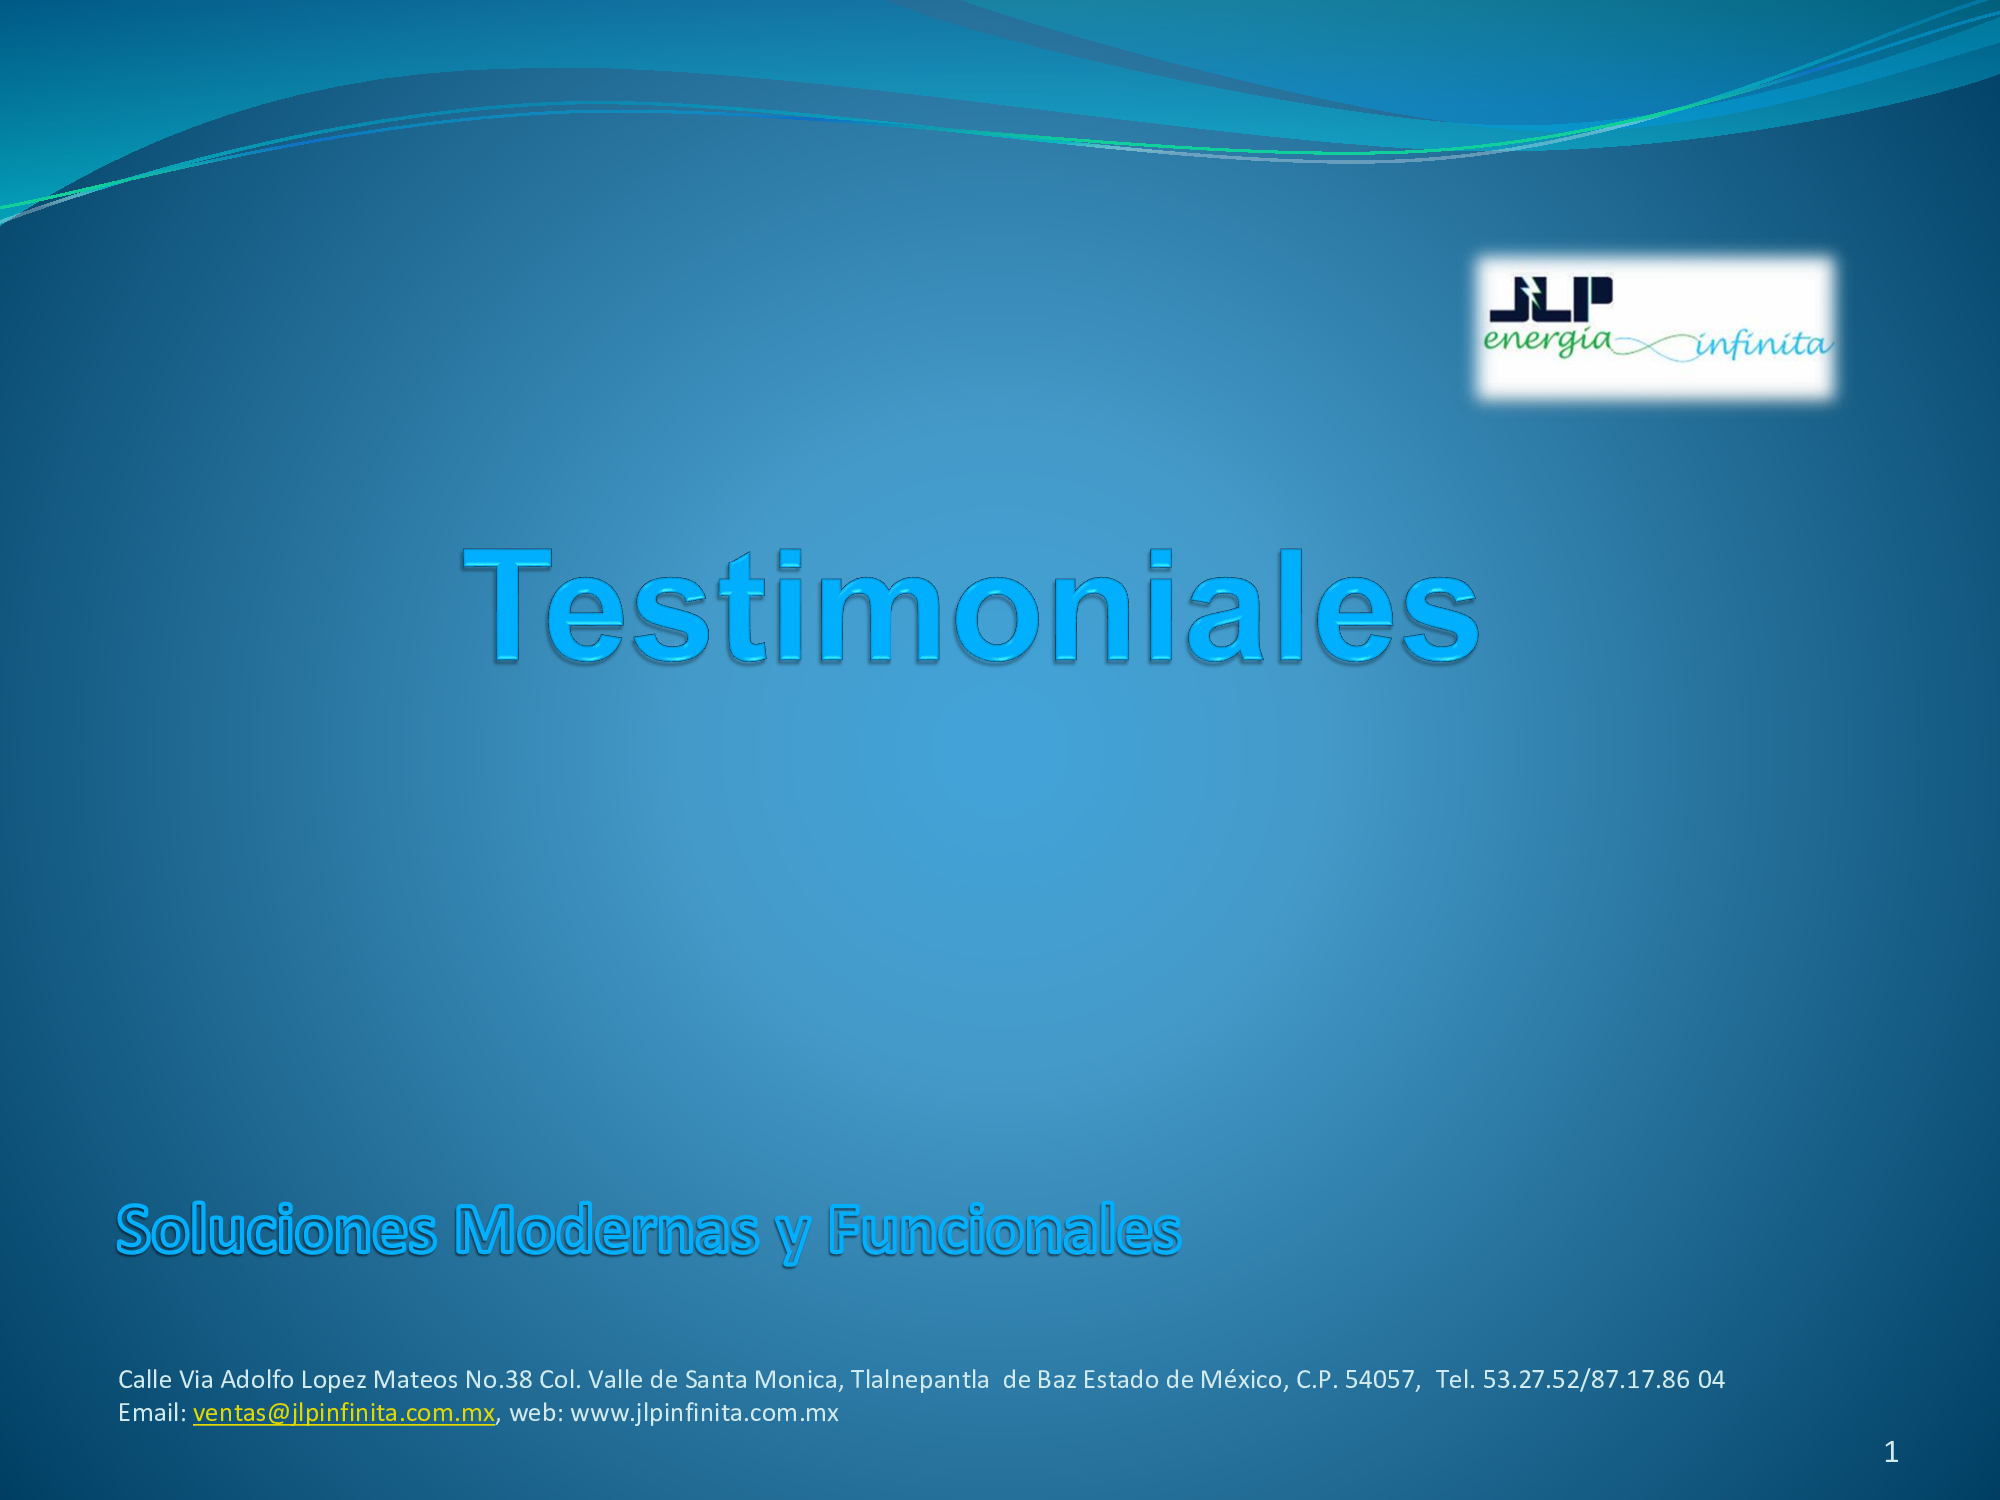 JLP
energía infinita
Testimoniales
Soluciones Modernas y Funcionales
Calle Via Adolfo Lopez Mateos No.38 Col. Valle de Santa Monica, Tlalnepantla  de Baz Estado de México, C.P. 54057,  Tel. 53.27.52/87.17.86 04
Email: ventas@jlpinfinita.com.mx, web: www.jlpinfinita.com.mx
1